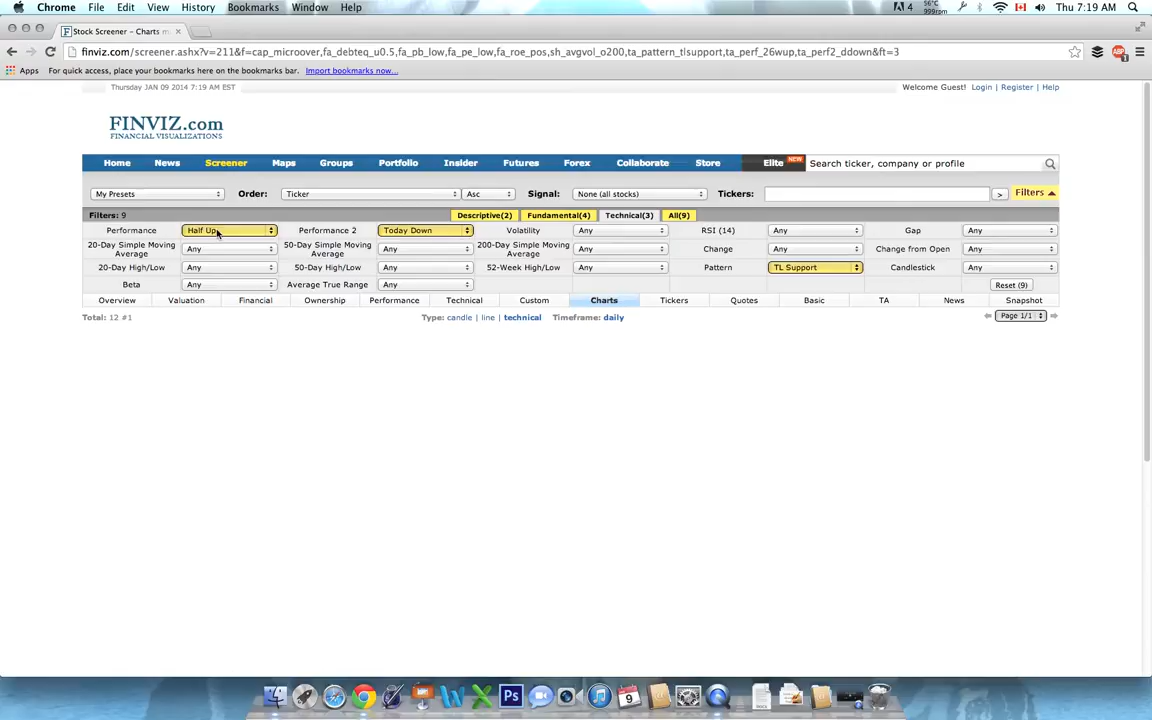 Chrome File Edit View History Bookmarks Window Help 4 56°C 999rpm Thu 7:19 AM
Stock Screener - Charts m
finviz.com/screener.ashx?v=211&f=cap_microover,fa_debteq_u0.5,fa_pb_low,fa_pe_low,fa_roe_pos,sh_avgvol_o200,ta_pattern_tlsupport,ta_perf_26wup,ta_perf2_ddown&ft=3
Apps For quick access, place your bookmarks here on the bookmarks bar. Import bookmarks now...
Thursday JAN 09 2014 7:19 AM EST Welcome Guest! Login | Register | Help
FINVIZ.com
FINANCIAL VISUALIZATIONS
Home News Screener Maps Groups Portfolio Insider Futures Forex Collaborate Store Elite NEW Search ticker, company or profile
My Presets Order: Ticker Asc Signal: None (all stocks) Tickers: > Filters
Filters: 9 Descriptive(2) Fundamental(4) Technical(3) All(9)
Performance Half Up Performance 2 Today Down Volatility Any RSI (14) Any Gap Any
20-Day Simple Moving Average Any 50-Day Simple Moving Average Any 200-Day Simple Moving Average Any Change Any Change from Open Any
20-Day High/Low Any 50-Day High/Low Any 52-Week High/Low Any Pattern TL Support Candlestick Any
Beta Any Average True Range Any Reset (9)
Overview Valuation Financial Ownership Performance Technical Custom Charts Tickers Quotes Basic TA News Snapshot
Total: 12 #1 Type: candle | line | technical Timeframe: daily Page 1/1